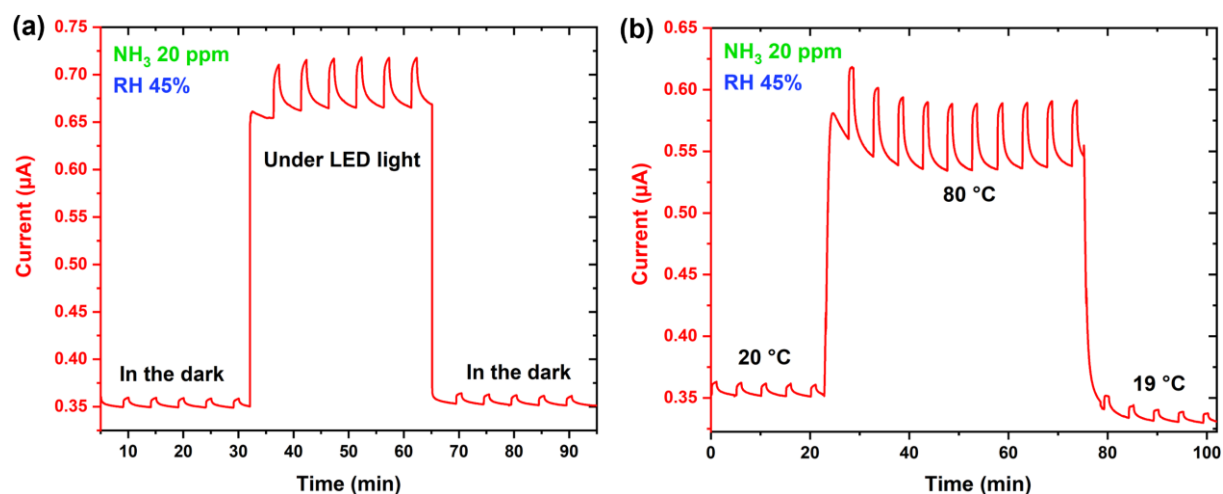 (a)
NH3 20 ppm
RH 45%
Under LED light
In the dark
In the dark
Current (µA)
0.75
0.70
0.65
0.60
0.55
0.50
0.45
0.40
0.35
10 20 30 40 50 60 70 80 90
Time (min)
(b)
NH3 20 ppm
RH 45%
80 °C
20 °C
19 °C
Current (µA)
0.65
0.60
0.55
0.50
0.45
0.40
0.35
0 20 40 60 80 100
Time (min)